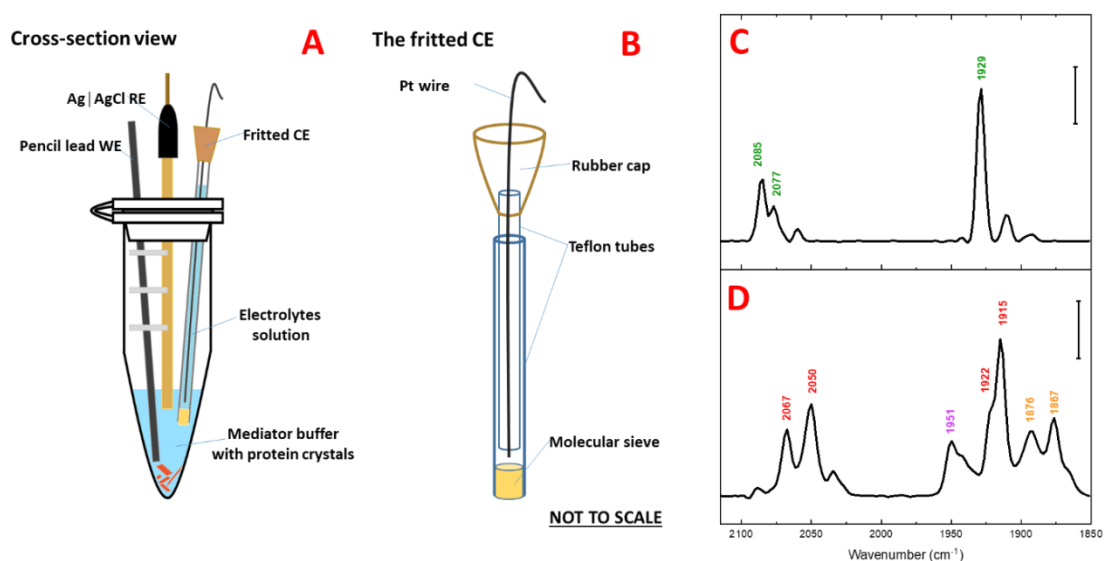 Cross-section view
A
Ag|AgCl RE
Pencil lead WE
Fritted CE
Electrolytes
solution
Mediator buffer
with protein crystals
The fritted CE
B
Pt wire
Rubber cap
Teflon tubes
Molecular sieve
NOT TO SCALE
C
2085
2077
1929
D
2067
2050
1951
1922
1915
1876
1867
2100
2050
2000
1950
1900
1850
Wavenumber (cm⁻¹)